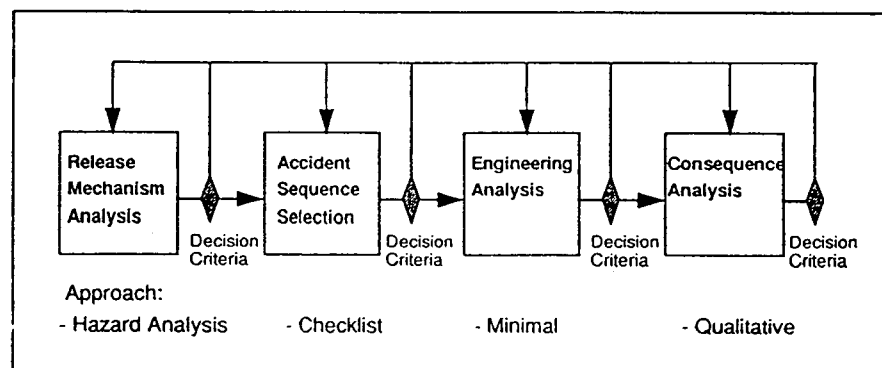 Release
Mechanism
Analysis
Accident
Sequence
Selection
Engineering
Analysis
Consequence
Analysis
Decision
Criteria
Decision
Criteria
Decision
Criteria
Decision
Criteria
Approach:
- Hazard Analysis
- Checklist
- Minimal
- Qualitative